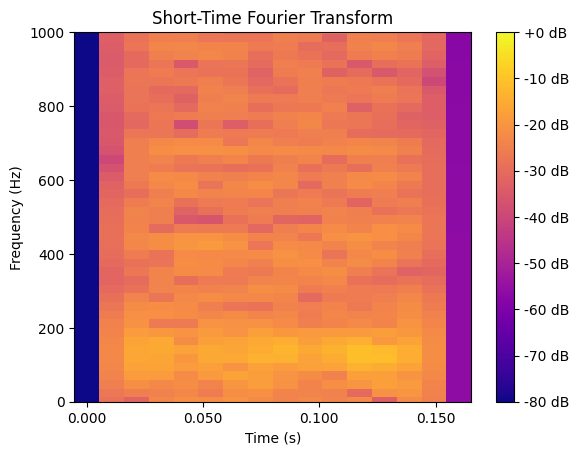 Short-Time Fourier Transform
1000
800
600
400
200
0
Frequency (Hz)
0.000
0.050
0.100
0.150
Time (s)
+0 dB
-10 dB
-20 dB
-30 dB
-40 dB
-50 dB
-60 dB
-70 dB
-80 dB